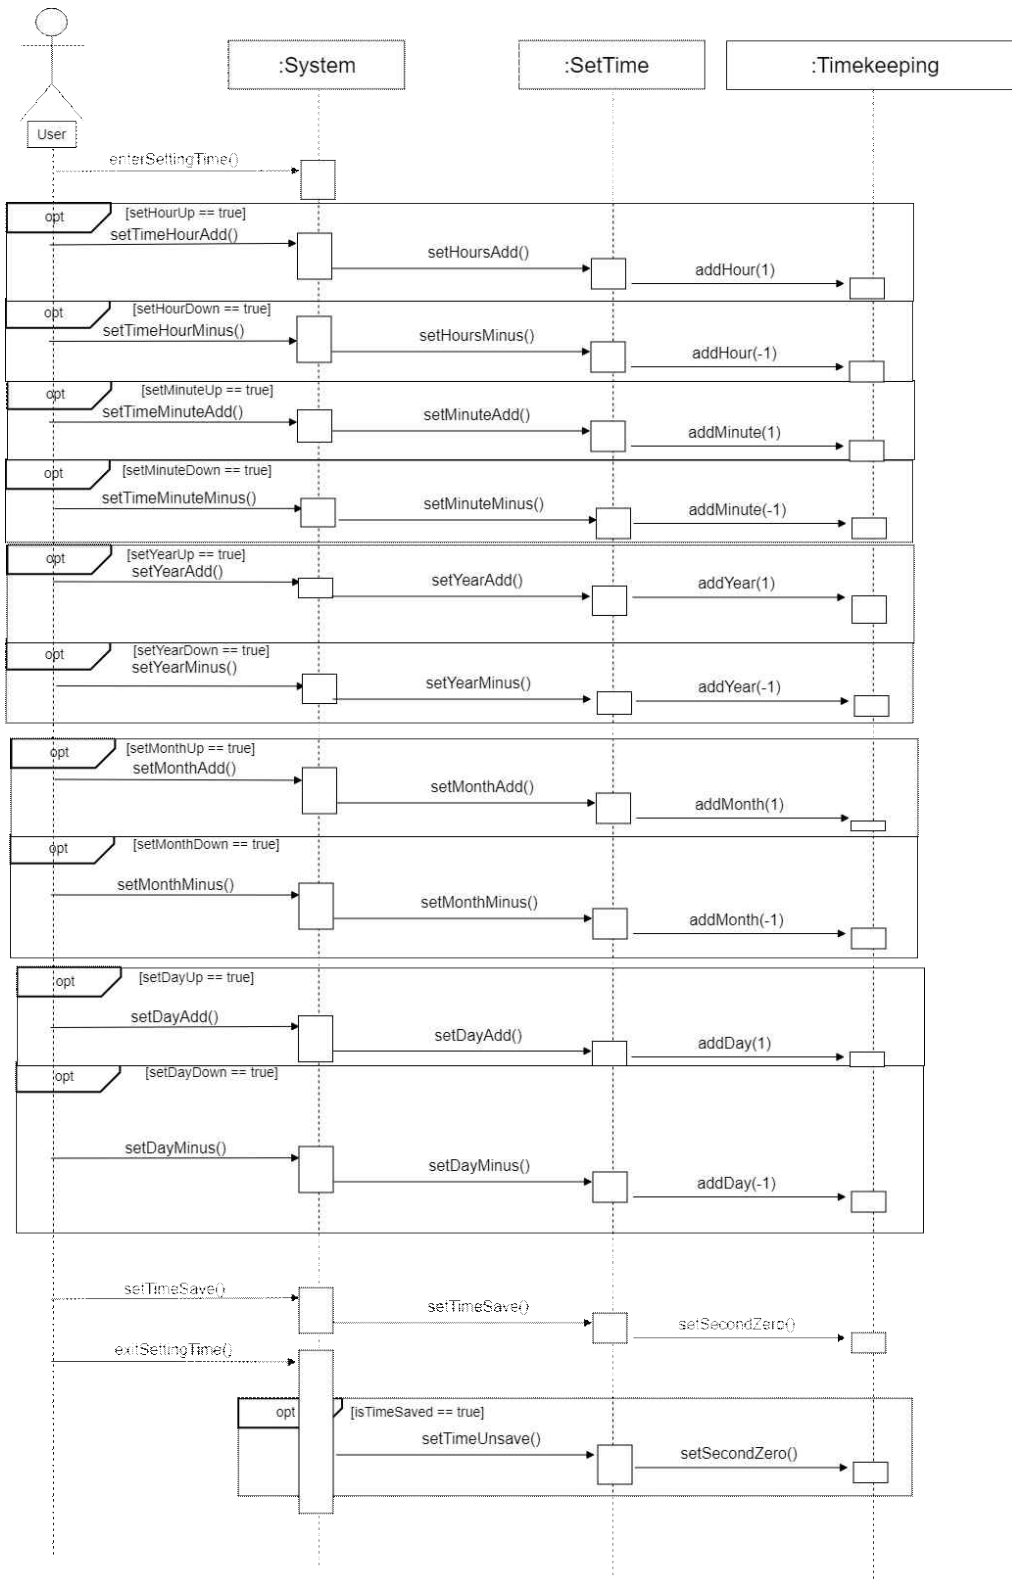 :System
:SetTime
:Timekeeping
User
enterSettingTime()
opt
[setHourUp == true]
setTimeHourAdd()
setHoursAdd()
addHour(1)
opt
[setHourDown == true]
setTimeHourMinus()
setHoursMinus()
addHour(-1)
opt
[setMinuteUp == true]
setTimeMinuteAdd()
setMinuteAdd()
addMinute(1)
opt
[setMinuteDown == true]
setTimeMinuteMinus()
setMinuteMinus()
addMinute(-1)
opt
[setYearUp == true]
setYearAdd()
setYearAdd()
addYear(1)
opt
[setYearDown == true]
setYearMinus()
setYearMinus()
addYear(-1)
opt
[setMonthUp == true]
setMonthAdd()
setMonthAdd()
addMonth(1)
opt
[setMonthDown == true]
setMonthMinus()
setMonthMinus()
addMonth(-1)
opt
[setDayUp == true]
setDayAdd()
setDayAdd()
addDay(1)
opt
[setDayDown == true]
setDayMinus()
setDayMinus()
addDay(-1)
setTimeSave()
setTimeSave()
setSecondZero()
exitSettingTime()
opt
[isTimeSaved == true]
setTimeUnsave()
setSecondZero()